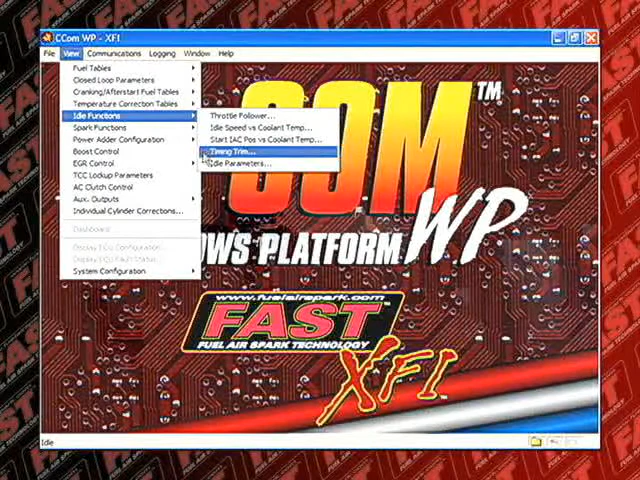 CCom WP - XFI
File View Communications Logging Window Help
Fuel Tables
Closed Loop Parameters
Cranking/Afterstart Fuel Tables
Temperature Correction Tables
Idle Functions
Spark Functions
Power Adder Configuration
Boost Control
EGR Control
TCC Lockup Parameters
AC Clutch Control
Aux. Outputs
Individual Cylinder Corrections...
Dashboard
Display ECU Configuration...
Display ECU Fault Status...
System Configuration
Throttle Follower...
Idle Speed vs Coolant Temp...
Start IAC Pos vs Coolant Temp...
Timing Trim...
Idle Parameters...
COM TM
OWS PLATFORM WP
www.fuelairspark.com
FAST
FUEL AIR SPARK TECHNOLOGY
XFI
Idle